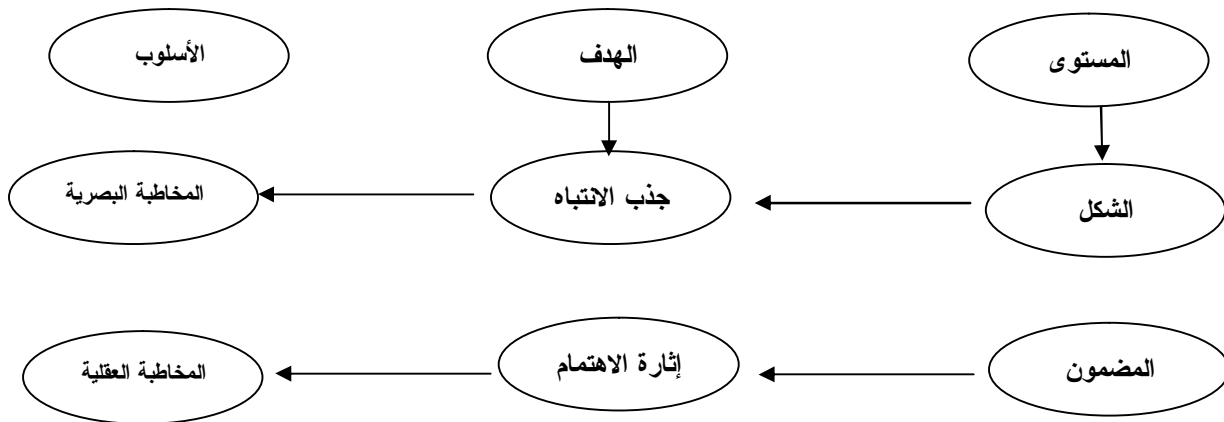 المستوى
الهدف
الأسلوب
الشكل
جذب الانتباه
المخاطبة البصرية
المضمون
إثارة الاهتمام
المخاطبة العقلية